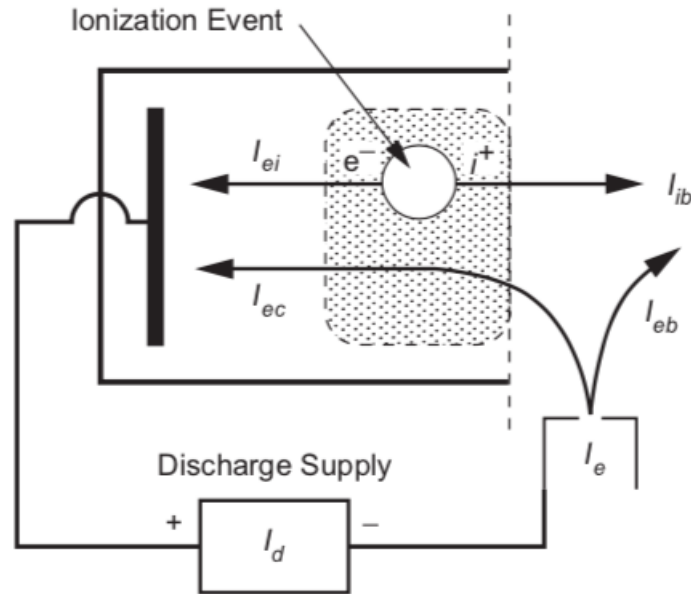 Ionization Event
I_ei
e⁻
i⁺
I_ib
I_ec
I_eb
I_e
Discharge Supply
+
I_d
–